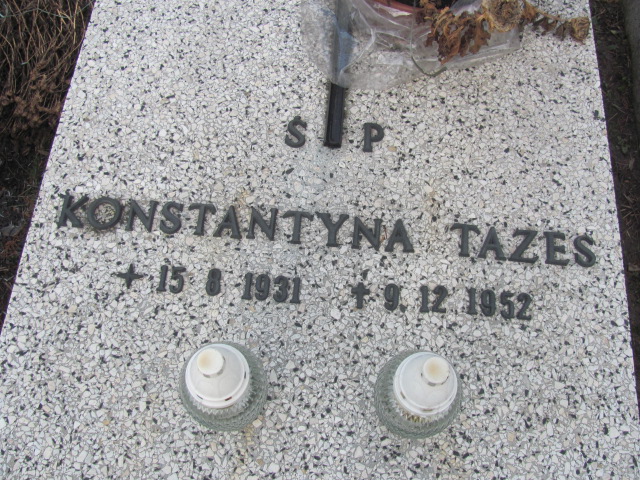 Ś P
KONSTANTYNA TAZES
15 8 1931 9. 12 1952